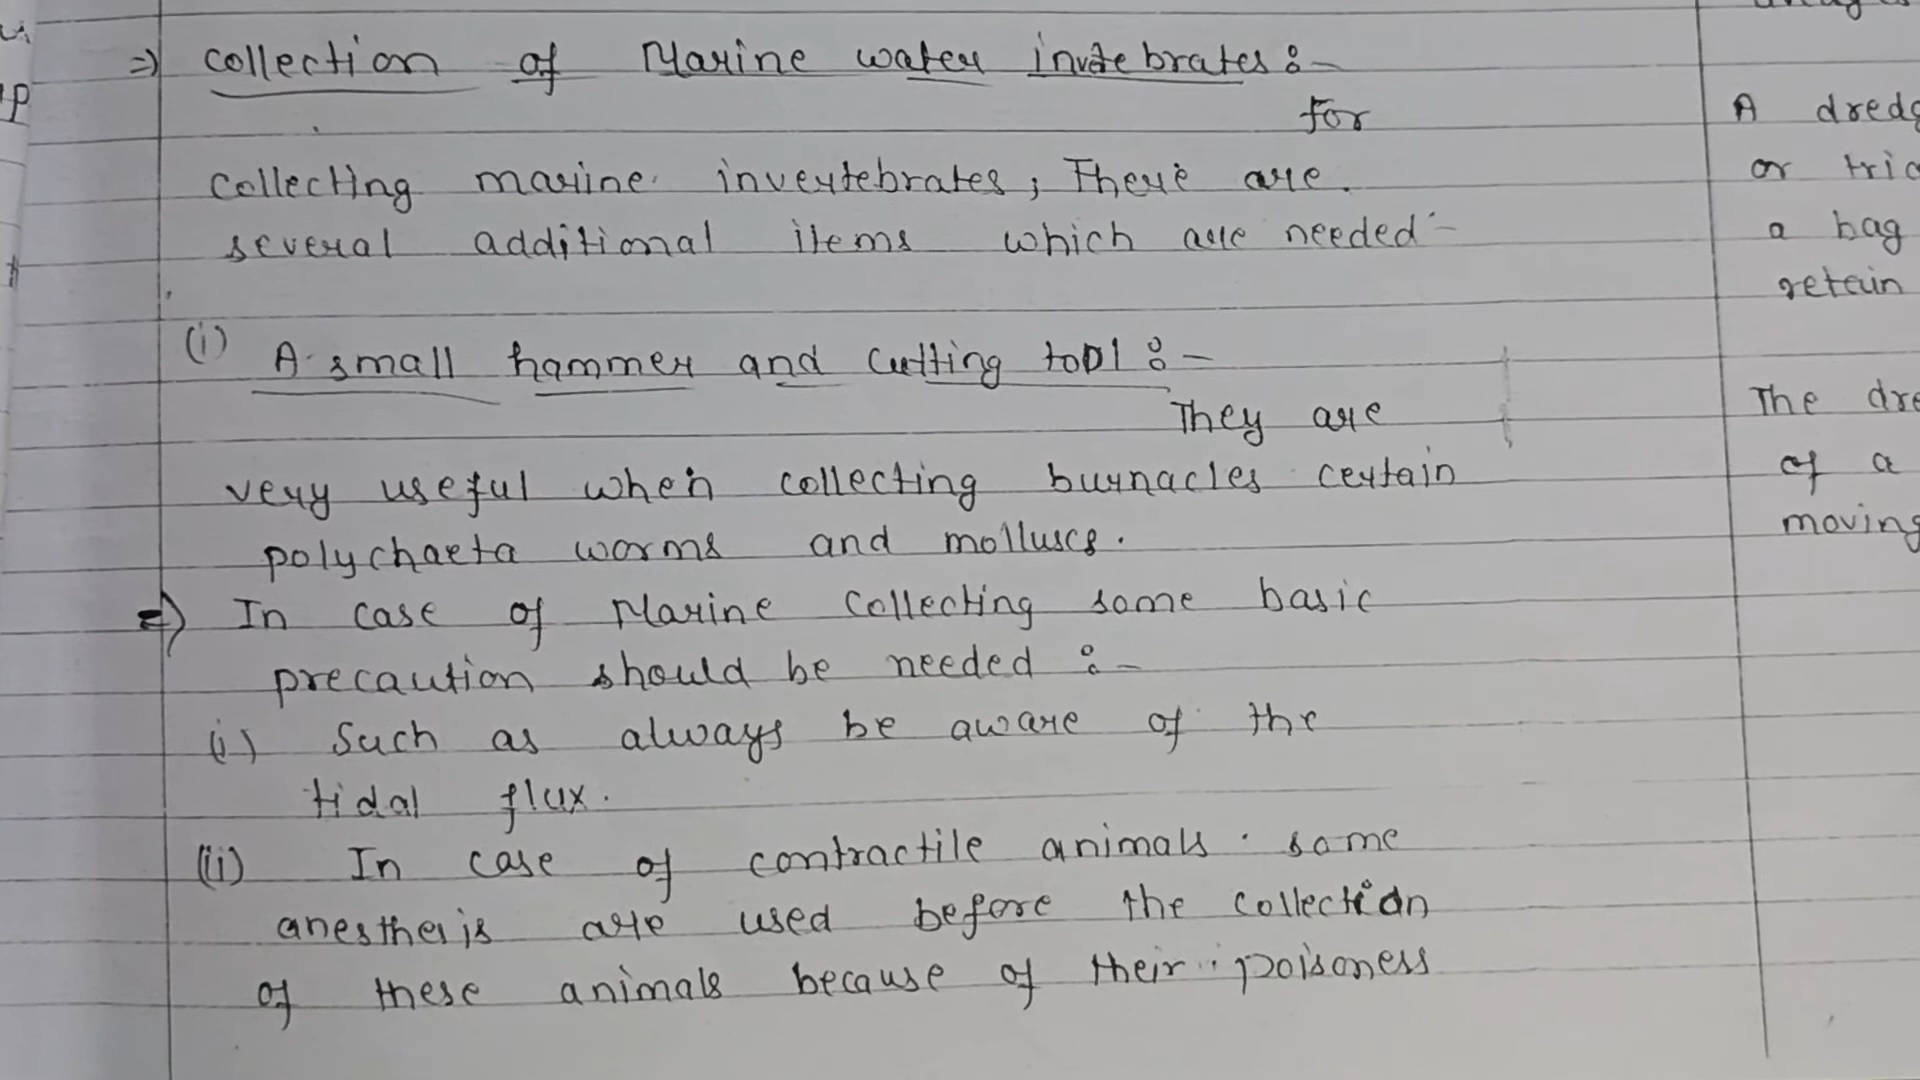 ⇒) collection of Marine water invetebrates :-
for
collecting marine invertebrates, There are.
several additional items which are needed -
(i) A small hammer and cutting tool :-
They are
very useful when collecting burnacles certain
polychaeta worms and molluscs.
⇒) In case of Marine collecting some basic
precaution should be needed :-
(i) Such as always be aware of the
tidal flux.
(ii) In case of contractile animals . some
anesthesis are used before the collection
of these animals because of their poisoness
A
or
a bag
retain
The
of a
moving